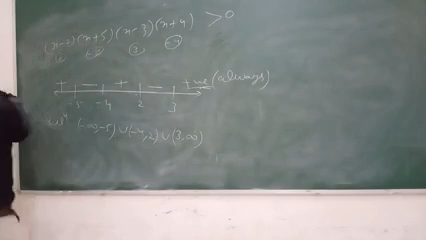 (x-2)(x+5)(x-3)(x+4) >0
+ - + - +ve (always)
-5 -4 2 3
(-∞,-5) ∪ (-4,2) ∪ (3,∞)